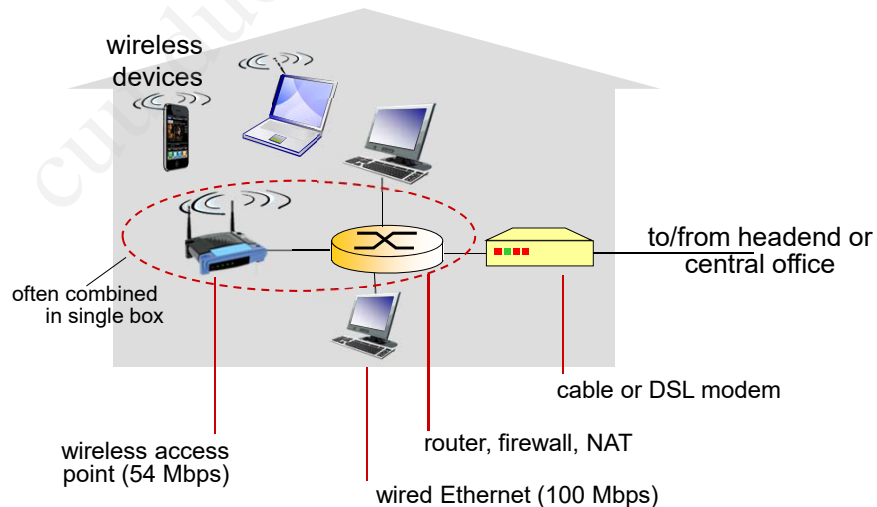 wireless
devices
to/from headend or
central office
often combined
in single box
cable or DSL modem
router, firewall, NAT
wireless access
point (54 Mbps)
wired Ethernet (100 Mbps)